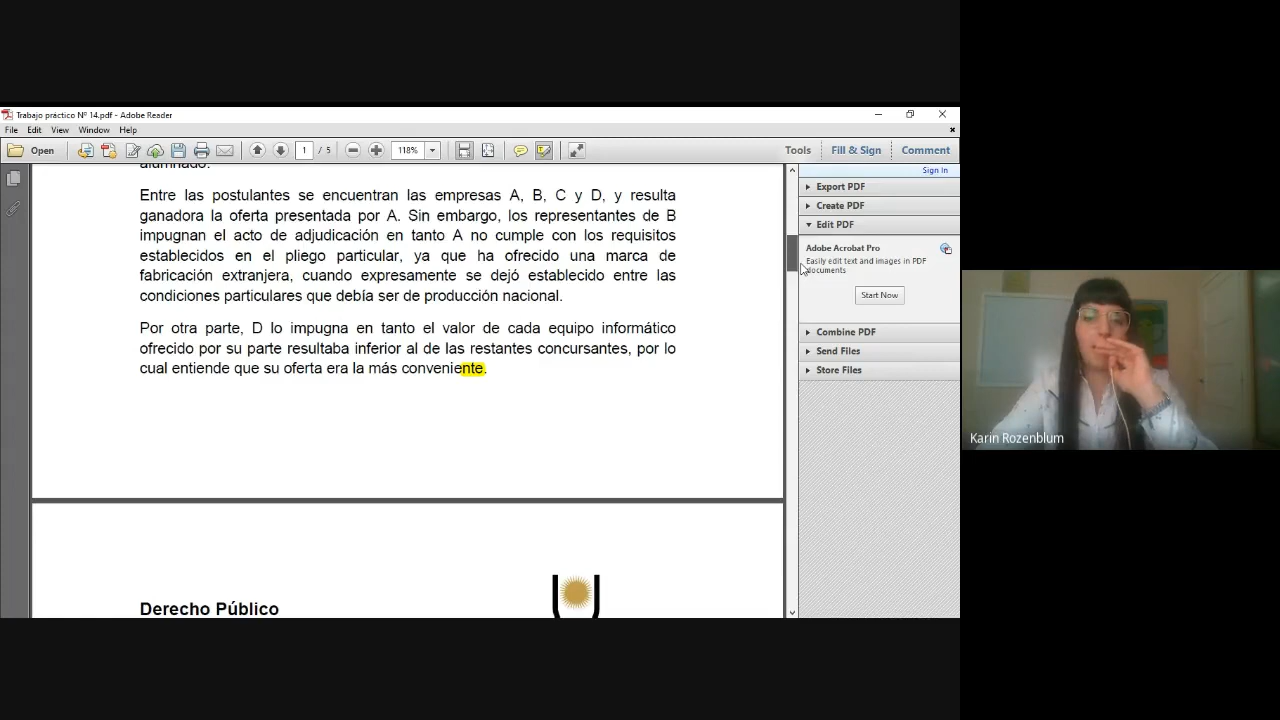 Trabajo práctico Nº 14.pdf - Adobe Reader
File Edit View Window Help
Open 1 / 5 118% Tools Fill & Sign Comment
Sign In
Export PDF
Create PDF
Edit PDF
Adobe Acrobat Pro
Easily edit text and images in PDF
documents
Start Now
Combine PDF
Send Files
Store Files
alumnado.
Entre las postulantes se encuentran las empresas A, B, C y D, y resulta
ganadora la oferta presentada por A. Sin embargo, los representantes de B
impugnan el acto de adjudicación en tanto A no cumple con los requisitos
establecidos en el pliego particular, ya que ha ofrecido una marca de
fabricación extranjera, cuando expresamente se dejó establecido entre las
condiciones particulares que debía ser de producción nacional.
Por otra parte, D lo impugna en tanto el valor de cada equipo informático
ofrecido por su parte resultaba inferior al de las restantes concursantes, por lo
cual entiende que su oferta era la más conveniente.
Derecho Público
Karin Rozenblum